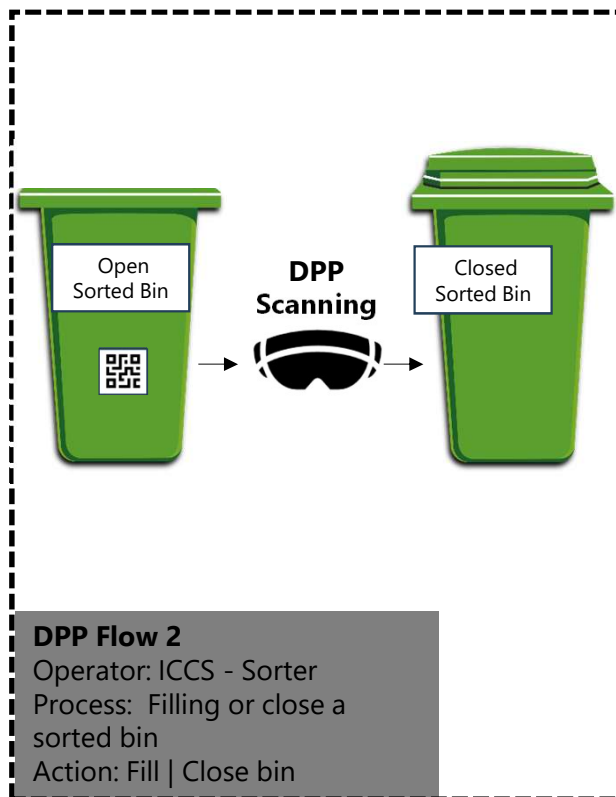 Open
Sorted Bin
DPP
Scanning
Closed
Sorted Bin
DPP Flow 2
Operator: ICCS - Sorter
Process:  Filling or close a
sorted bin
Action: Fill | Close bin